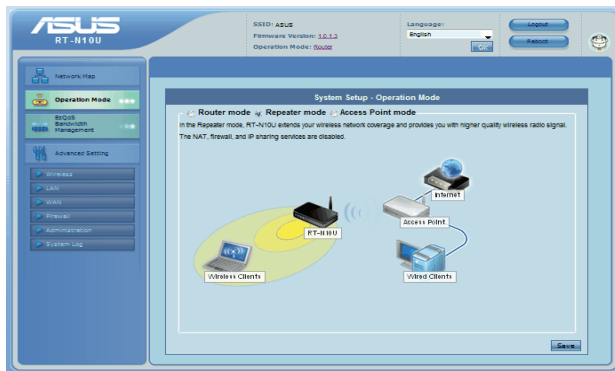 ASUS
RT-N10U
SSID: ASUS
Firmware Version: 1.0.1.3
Operation Mode: Router
Language:
English
OK
Logout
Reboot
Network Map
Operation Mode
EzQoS
Bandwidth
Management
Advanced Setting
Wireless
LAN
WAN
Firewall
Administration
System Log
System Setup - Operation Mode
Router mode Repeater mode Access Point mode
In the Repeater mode, RT-N10U extends your wireless network coverage and provides you with higher quality wireless radio signal.
The NAT, firewall, and IP sharing services are disabled.
Internet
Access Point
RT-N10U
Wireless Clients
Wired Clients
Save